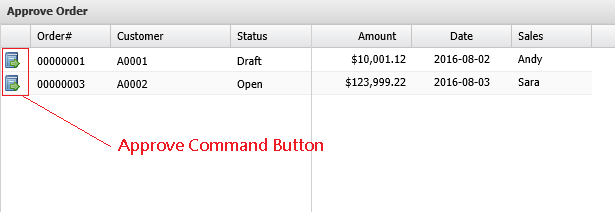 Approve Order
Order# Customer Status Amount Date Sales
00000001 A0001 Draft $10,001.12 2016-08-02 Andy
00000003 A0002 Open $123,999.22 2016-08-03 Sara
Approve Command Button